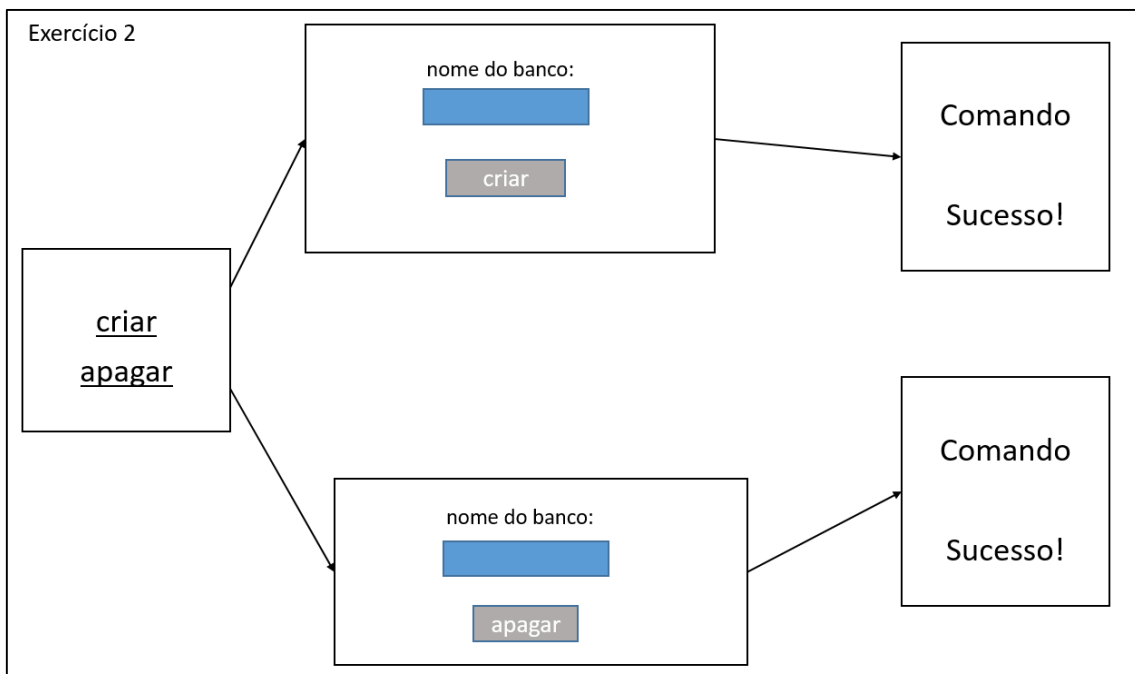 Exercício 2
nome do banco:
criar
Comando
Sucesso!
criar
apagar
nome do banco:
apagar
Comando
Sucesso!